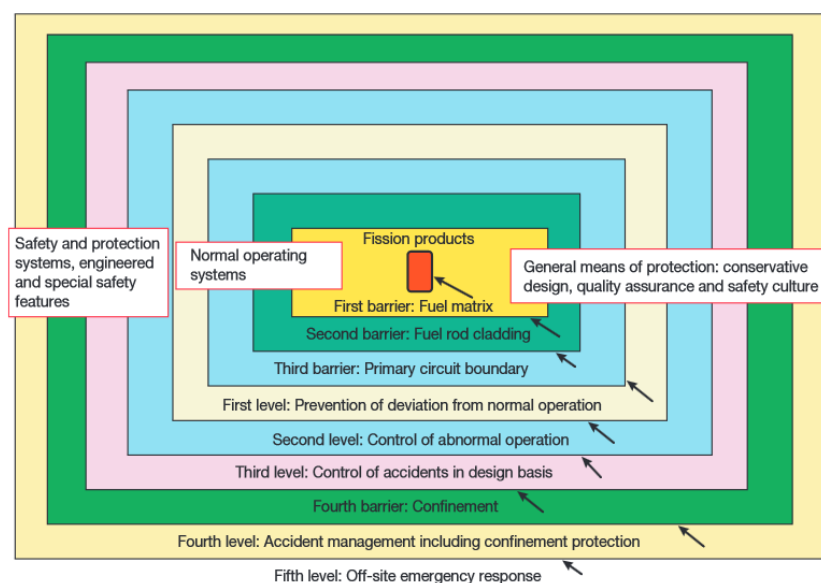 Fission products
Safety and protection
systems, engineered
and special safety
features
Normal operating
systems
General means of protection: conservative
design, quality assurance and safety culture
First barrier: Fuel matrix
Second barrier: Fuel rod cladding
Third barrier: Primary circuit boundary
First level: Prevention of deviation from normal operation
Second level: Control of abnormal operation
Third level: Control of accidents in design basis
Fourth barrier: Confinement
Fourth level: Accident management including confinement protection
Fifth level: Off-site emergency response